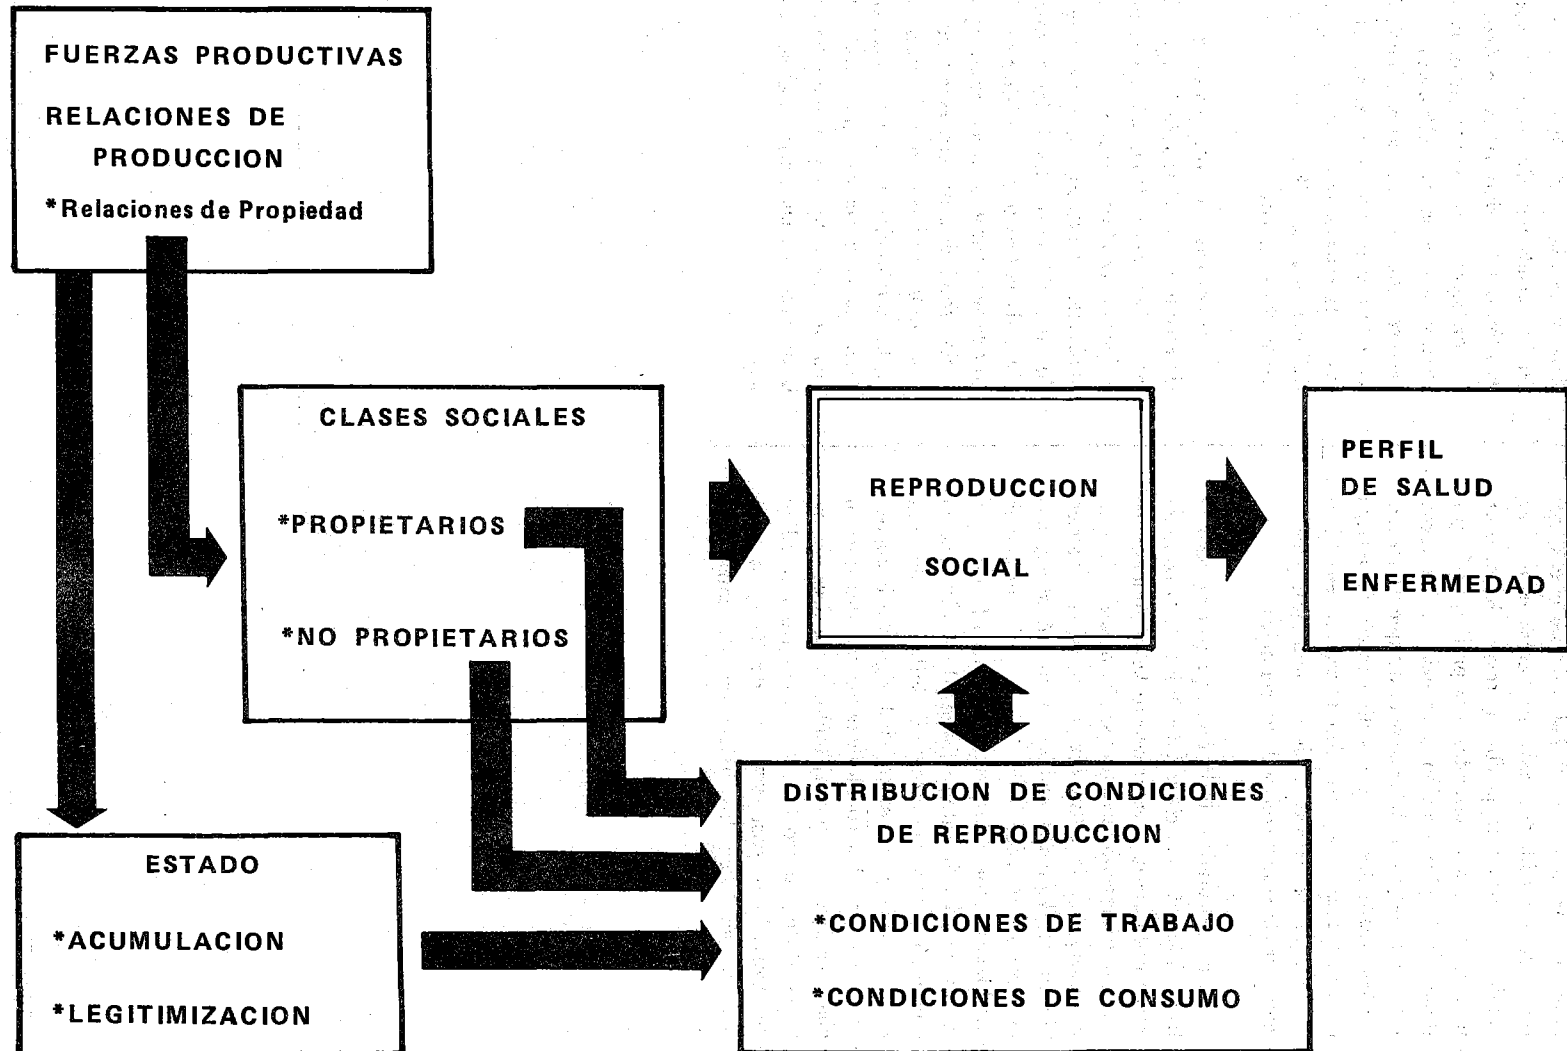 FUERZAS PRODUCTIVAS
RELACIONES DE
PRODUCCION
*Relaciones de Propiedad
CLASES SOCIALES
*PROPIETARIOS
*NO PROPIETARIOS
REPRODUCCION
SOCIAL
PERFIL
DE SALUD
ENFERMEDAD
ESTADO
*ACUMULACION
*LEGITIMIZACION
DISTRIBUCION DE CONDICIONES
DE REPRODUCCION
*CONDICIONES DE TRABAJO
*CONDICIONES DE CONSUMO